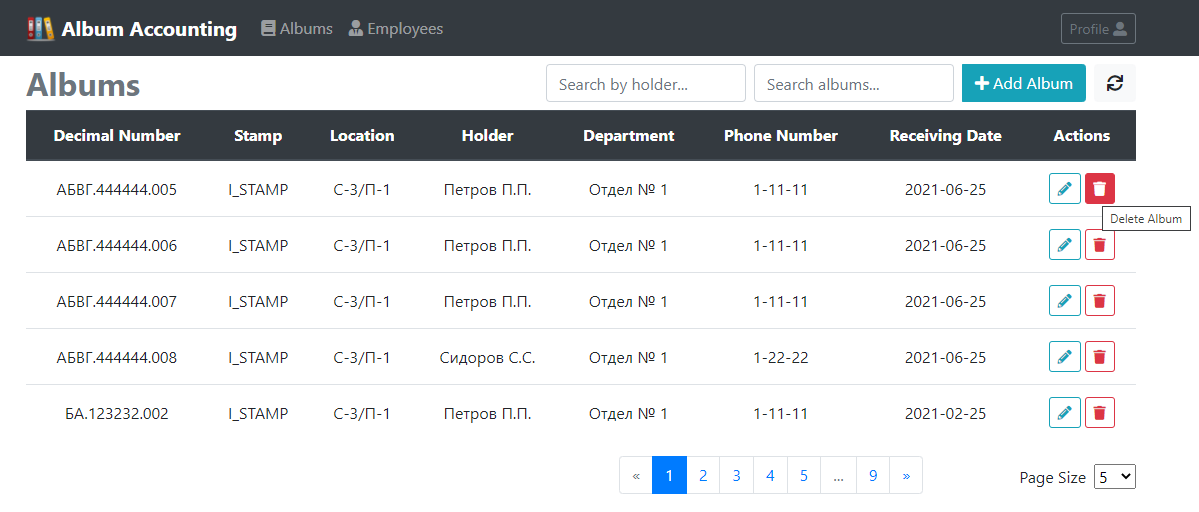 Album Accounting Albums Employees Profile
Albums Search by holder... Search albums... Add Album
Decimal Number Stamp Location Holder Department Phone Number Receiving Date Actions
АБВГ.444444.005 I_STAMP С-3/П-1 Петров П.П. Отдел № 1 1-11-11 2021-06-25
Delete Album
АБВГ.444444.006 I_STAMP С-3/П-1 Петров П.П. Отдел № 1 1-11-11 2021-06-25
АБВГ.444444.007 I_STAMP С-3/П-1 Петров П.П. Отдел № 1 1-11-11 2021-06-25
АБВГ.444444.008 I_STAMP С-3/П-1 Сидоров С.С. Отдел № 1 1-22-22 2021-06-25
БА.123232.002 I_STAMP С-3/П-1 Петров П.П. Отдел № 1 1-11-11 2021-02-25
« 1 2 3 4 5 ... 9 » Page Size 5